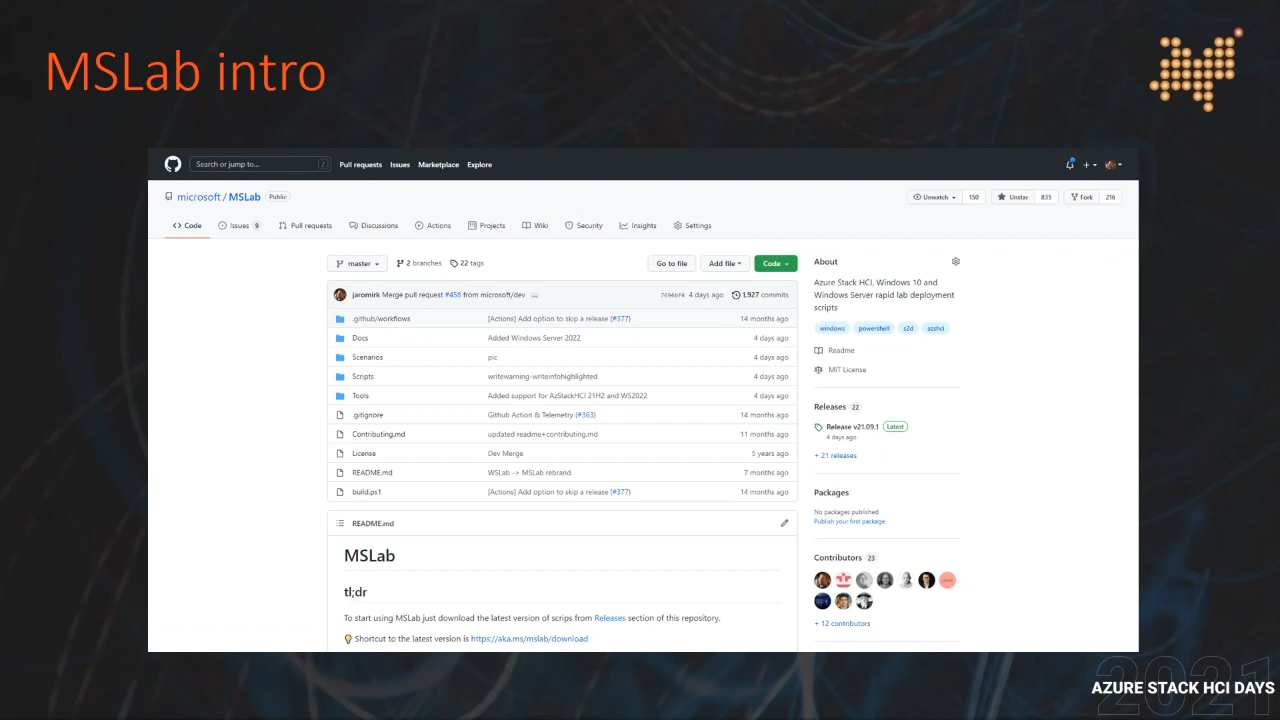 MSLab intro
Search or jump to... /
Pull requests Issues Marketplace Explore
microsoft / MSLab Public
Unwatch 150 Unstar 835 Fork 216
Code Issues 9 Pull requests Discussions Actions Projects Wiki Security Insights Settings
master 2 branches 22 tags Go to file Add file Code
jaromirk Merge pull request #458 from microsoft/dev ... 7696bf4 4 days ago 1,927 commits
.github/workflows [Actions] Add option to skip a release (#377) 14 months ago
Docs Added Windows Server 2022 4 days ago
Scenarios pic 4 days ago
Scripts writewarning-writeinfohighlighted 4 days ago
Tools Added support for AzStackHCI 21H2 and WS2022 4 days ago
.gitignore Github Action & Telemetry (#363) 14 months ago
Contributing.md updated readme+contributing.md 11 months ago
License Dev Merge 5 years ago
README.md WSLab -> MSLab rebrand 7 months ago
build.ps1 [Actions] Add option to skip a release (#377) 14 months ago
README.md
MSLab
tl;dr
To start using MSLab just download the latest version of scrips from Releases section of this repository.
Shortcut to the latest version is https://aka.ms/mslab/download
About
Azure Stack HCI, Windows 10 and
Windows Server rapid lab deployment
scripts
windows powershell s2d azshci
Readme
MIT License
Releases 22
Release v21.09.1 Latest
4 days ago
+ 21 releases
Packages
No packages published
Publish your first package
Contributors 23
+ 12 contributors
2021
AZURE STACK HCI DAYS